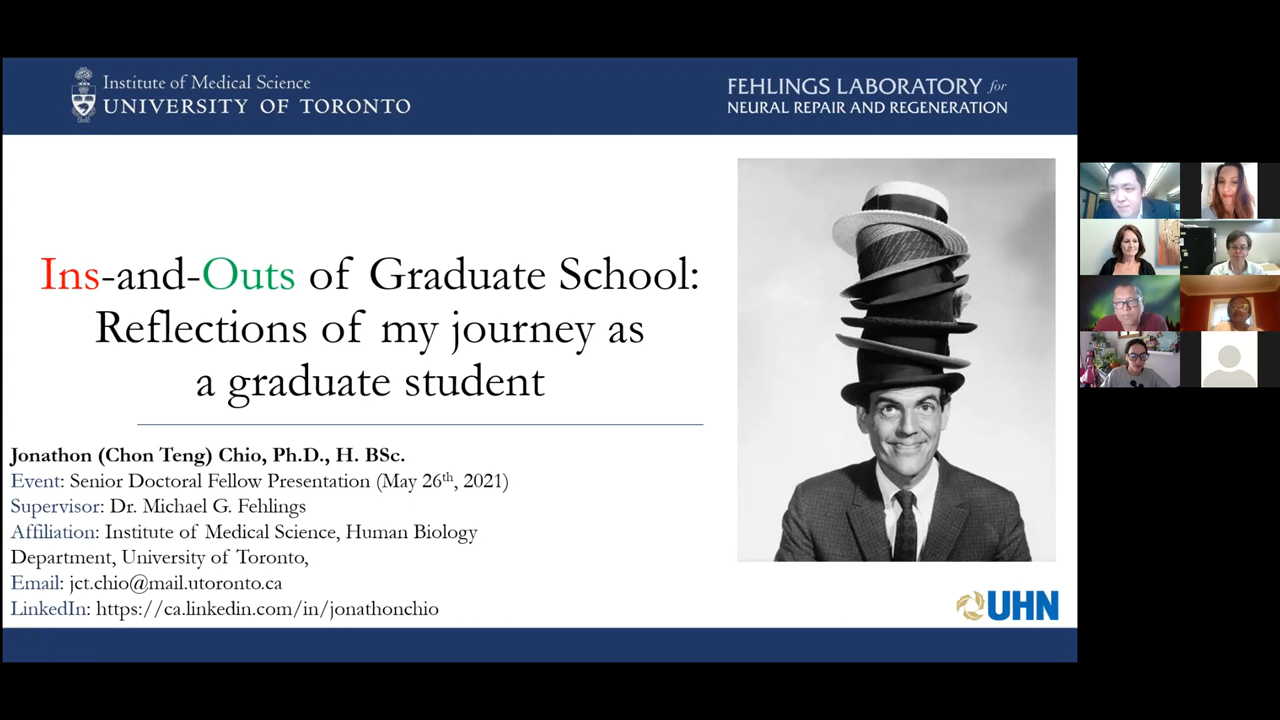 Institute of Medical Science
UNIVERSITY OF TORONTO
FEHLINGS LABORATORY for
NEURAL REPAIR AND REGENERATION
Ins-and-Outs of Graduate School:
Reflections of my journey as
a graduate student
Jonathon (Chon Teng) Chio, Ph.D., H. BSc.
Event: Senior Doctoral Fellow Presentation (May 26th, 2021)
Supervisor: Dr. Michael G. Fehlings
Affiliation: Institute of Medical Science, Human Biology
Department, University of Toronto,
Email: jct.chio@mail.utoronto.ca
LinkedIn: https://ca.linkedin.com/in/jonathonchio
UHN